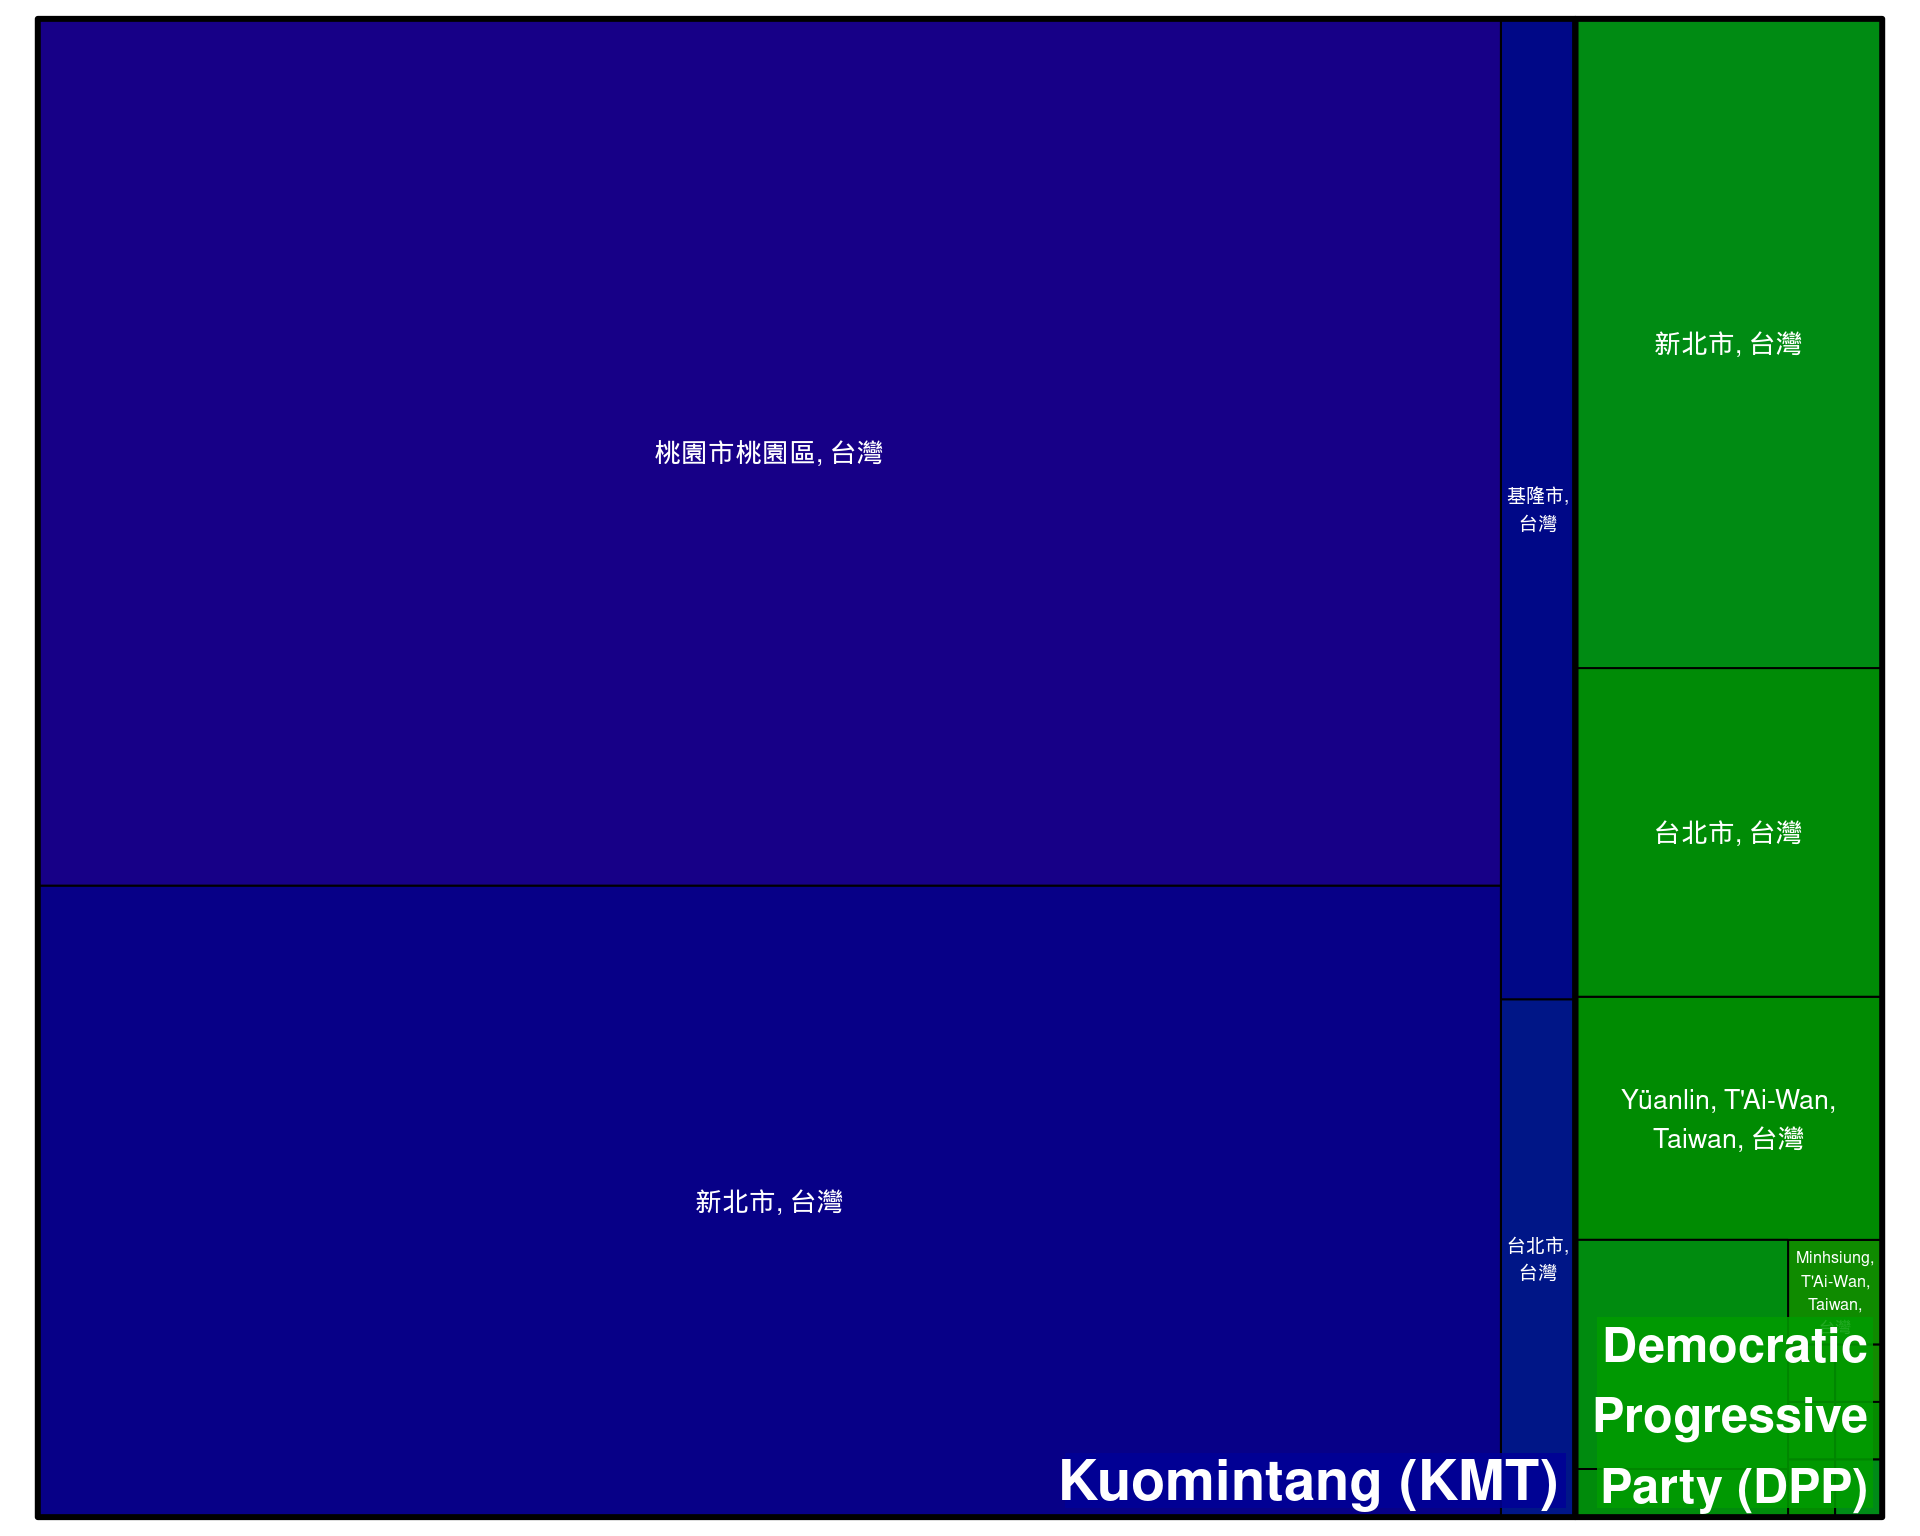 桃園市桃園區, 台灣
新北市, 台灣
基隆市,
台灣
台北市,
台灣
Kuomintang (KMT)
新北市, 台灣
台北市, 台灣
Yüanlin, T'Ai-Wan,
Taiwan, 台灣
Minhsiung,
T'Ai-Wan,
Taiwan,
Democratic
Progressive
Party (DPP)